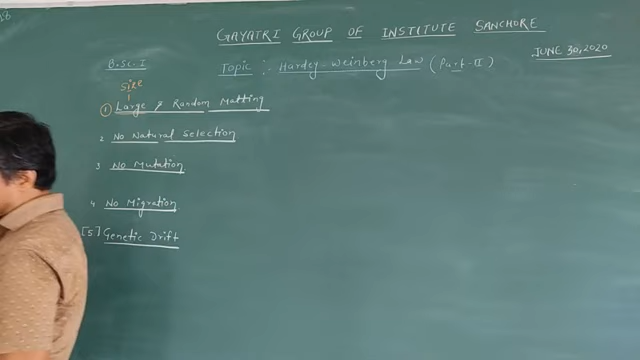 GAYATRI GROUP OF INSTITUTE SANCHORE
JUNE 30, 2020
B.Sc. I
Topic :- Hardey-Weinberg Law (Part-II)
Size
1 Large & Random Matting
2 No Natural Selection
3 No Mutation
4 No Migration
[5] Genetic Drift